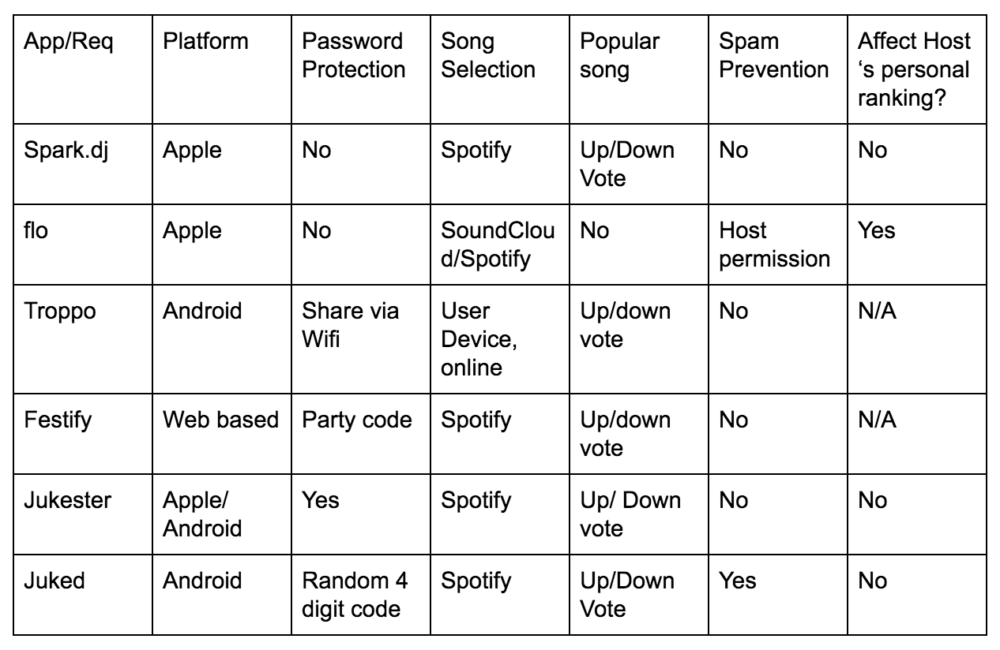 App/Req Platform Password Protection Song Selection Popular song Spam Prevention Affect Host ‘s personal ranking?
Spark.dj Apple No Spotify Up/Down Vote No No
flo Apple No SoundCloud/Spotify No Host permission Yes
Troppo Android Share via Wifi User Device, online Up/down vote No N/A
Festify Web based Party code Spotify Up/down vote No N/A
Jukester Apple/ Android Yes Spotify Up/ Down vote No No
Juked Android Random 4 digit code Spotify Up/Down Vote Yes No